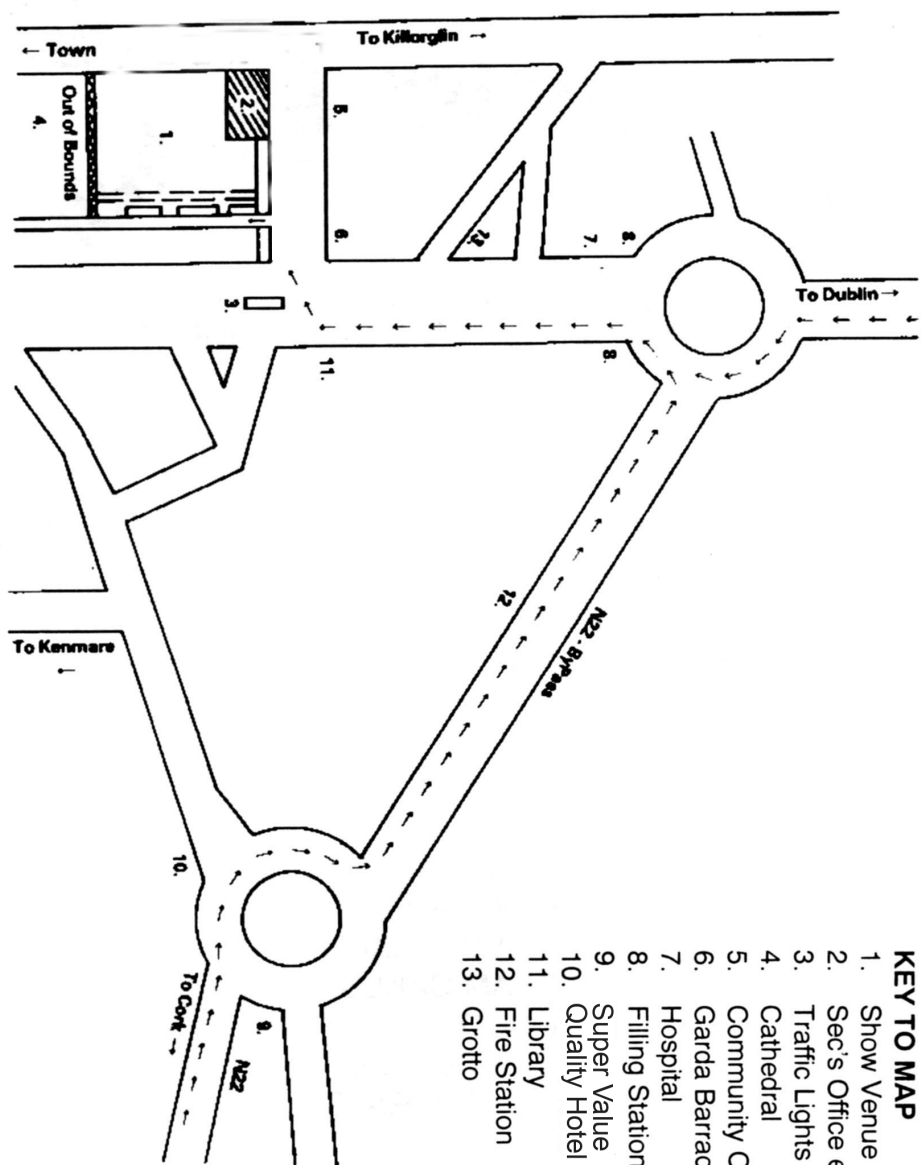 ← Town
To Killorglin →
2.
1.
Out of Bounds
4.
5.
6.
13.
7.
8.
To Dublin →
3.
11.
8.
12.
N22 - ByPass
To Kenmare
←
10.
To Cork →
N22
9.
KEY TO MAP
1. Show Venue
2. Sec's Office e
3. Traffic Lights
4. Cathedral
5. Community C
6. Garda Barrac
7. Hospital
8. Filling Station
9. Super Value
10. Quality Hotel
11. Library
12. Fire Station
13. Grotto